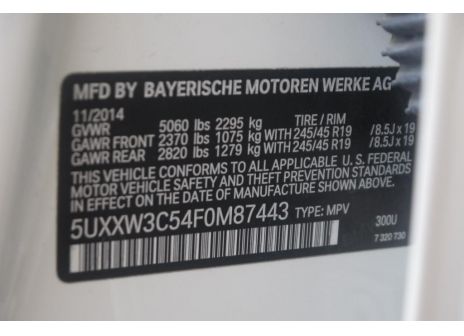 MFD BY BAYERISCHE MOTOREN WERKE AG
11/2014
GVWR 5060 lbs 2295 kg TIRE / RIM
GAWR FRONT 2370 lbs 1075 kg WITH 245/45 R19 /8.5J x 19
GAWR REAR 2820 lbs 1279 kg WITH 245/45 R19 /8.5J x 19
THIS VEHICLE CONFORMS TO ALL APPLICABLE U. S. FEDERAL
MOTOR VEHICLE SAFETY AND THEFT PREVENTION STANDARDS
IN EFFECT ON THE DATE OF MANUFACTURE SHOWN ABOVE.
5UXXW3C54F0M87443 TYPE: MPV
300U
7 320 730